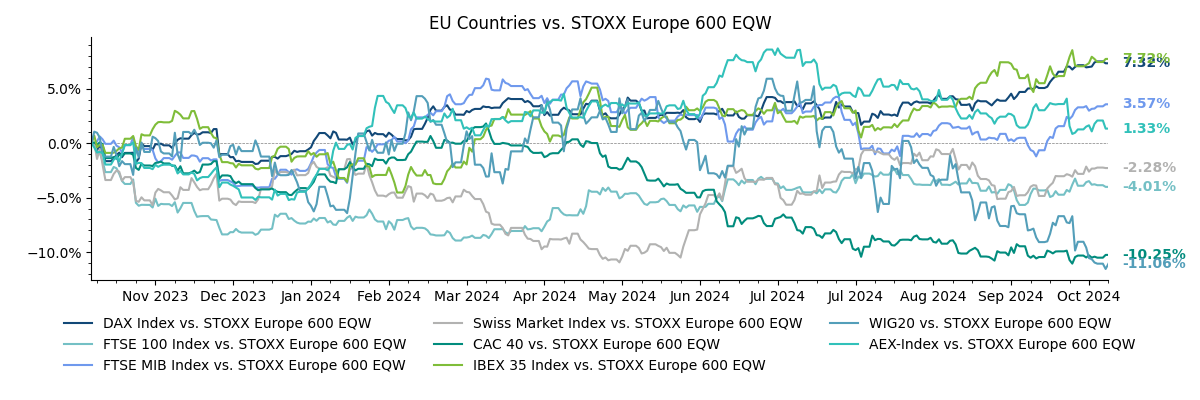 EU Countries vs. STOXX Europe 600 EQW
5.0%
0.0%
−5.0%
−10.0%
7.73%
7.32%
3.57%
1.33%
-2.28%
-4.01%
-10.25%
-11.06%
Nov 2023 Dec 2023 Jan 2024 Feb 2024 Mar 2024 Apr 2024 May 2024 Jun 2024 Jul 2024 Jul 2024 Aug 2024 Sep 2024 Oct 2024
DAX Index vs. STOXX Europe 600 EQW
FTSE 100 Index vs. STOXX Europe 600 EQW
FTSE MIB Index vs. STOXX Europe 600 EQW
Swiss Market Index vs. STOXX Europe 600 EQW
CAC 40 vs. STOXX Europe 600 EQW
IBEX 35 Index vs. STOXX Europe 600 EQW
WIG20 vs. STOXX Europe 600 EQW
AEX-Index vs. STOXX Europe 600 EQW